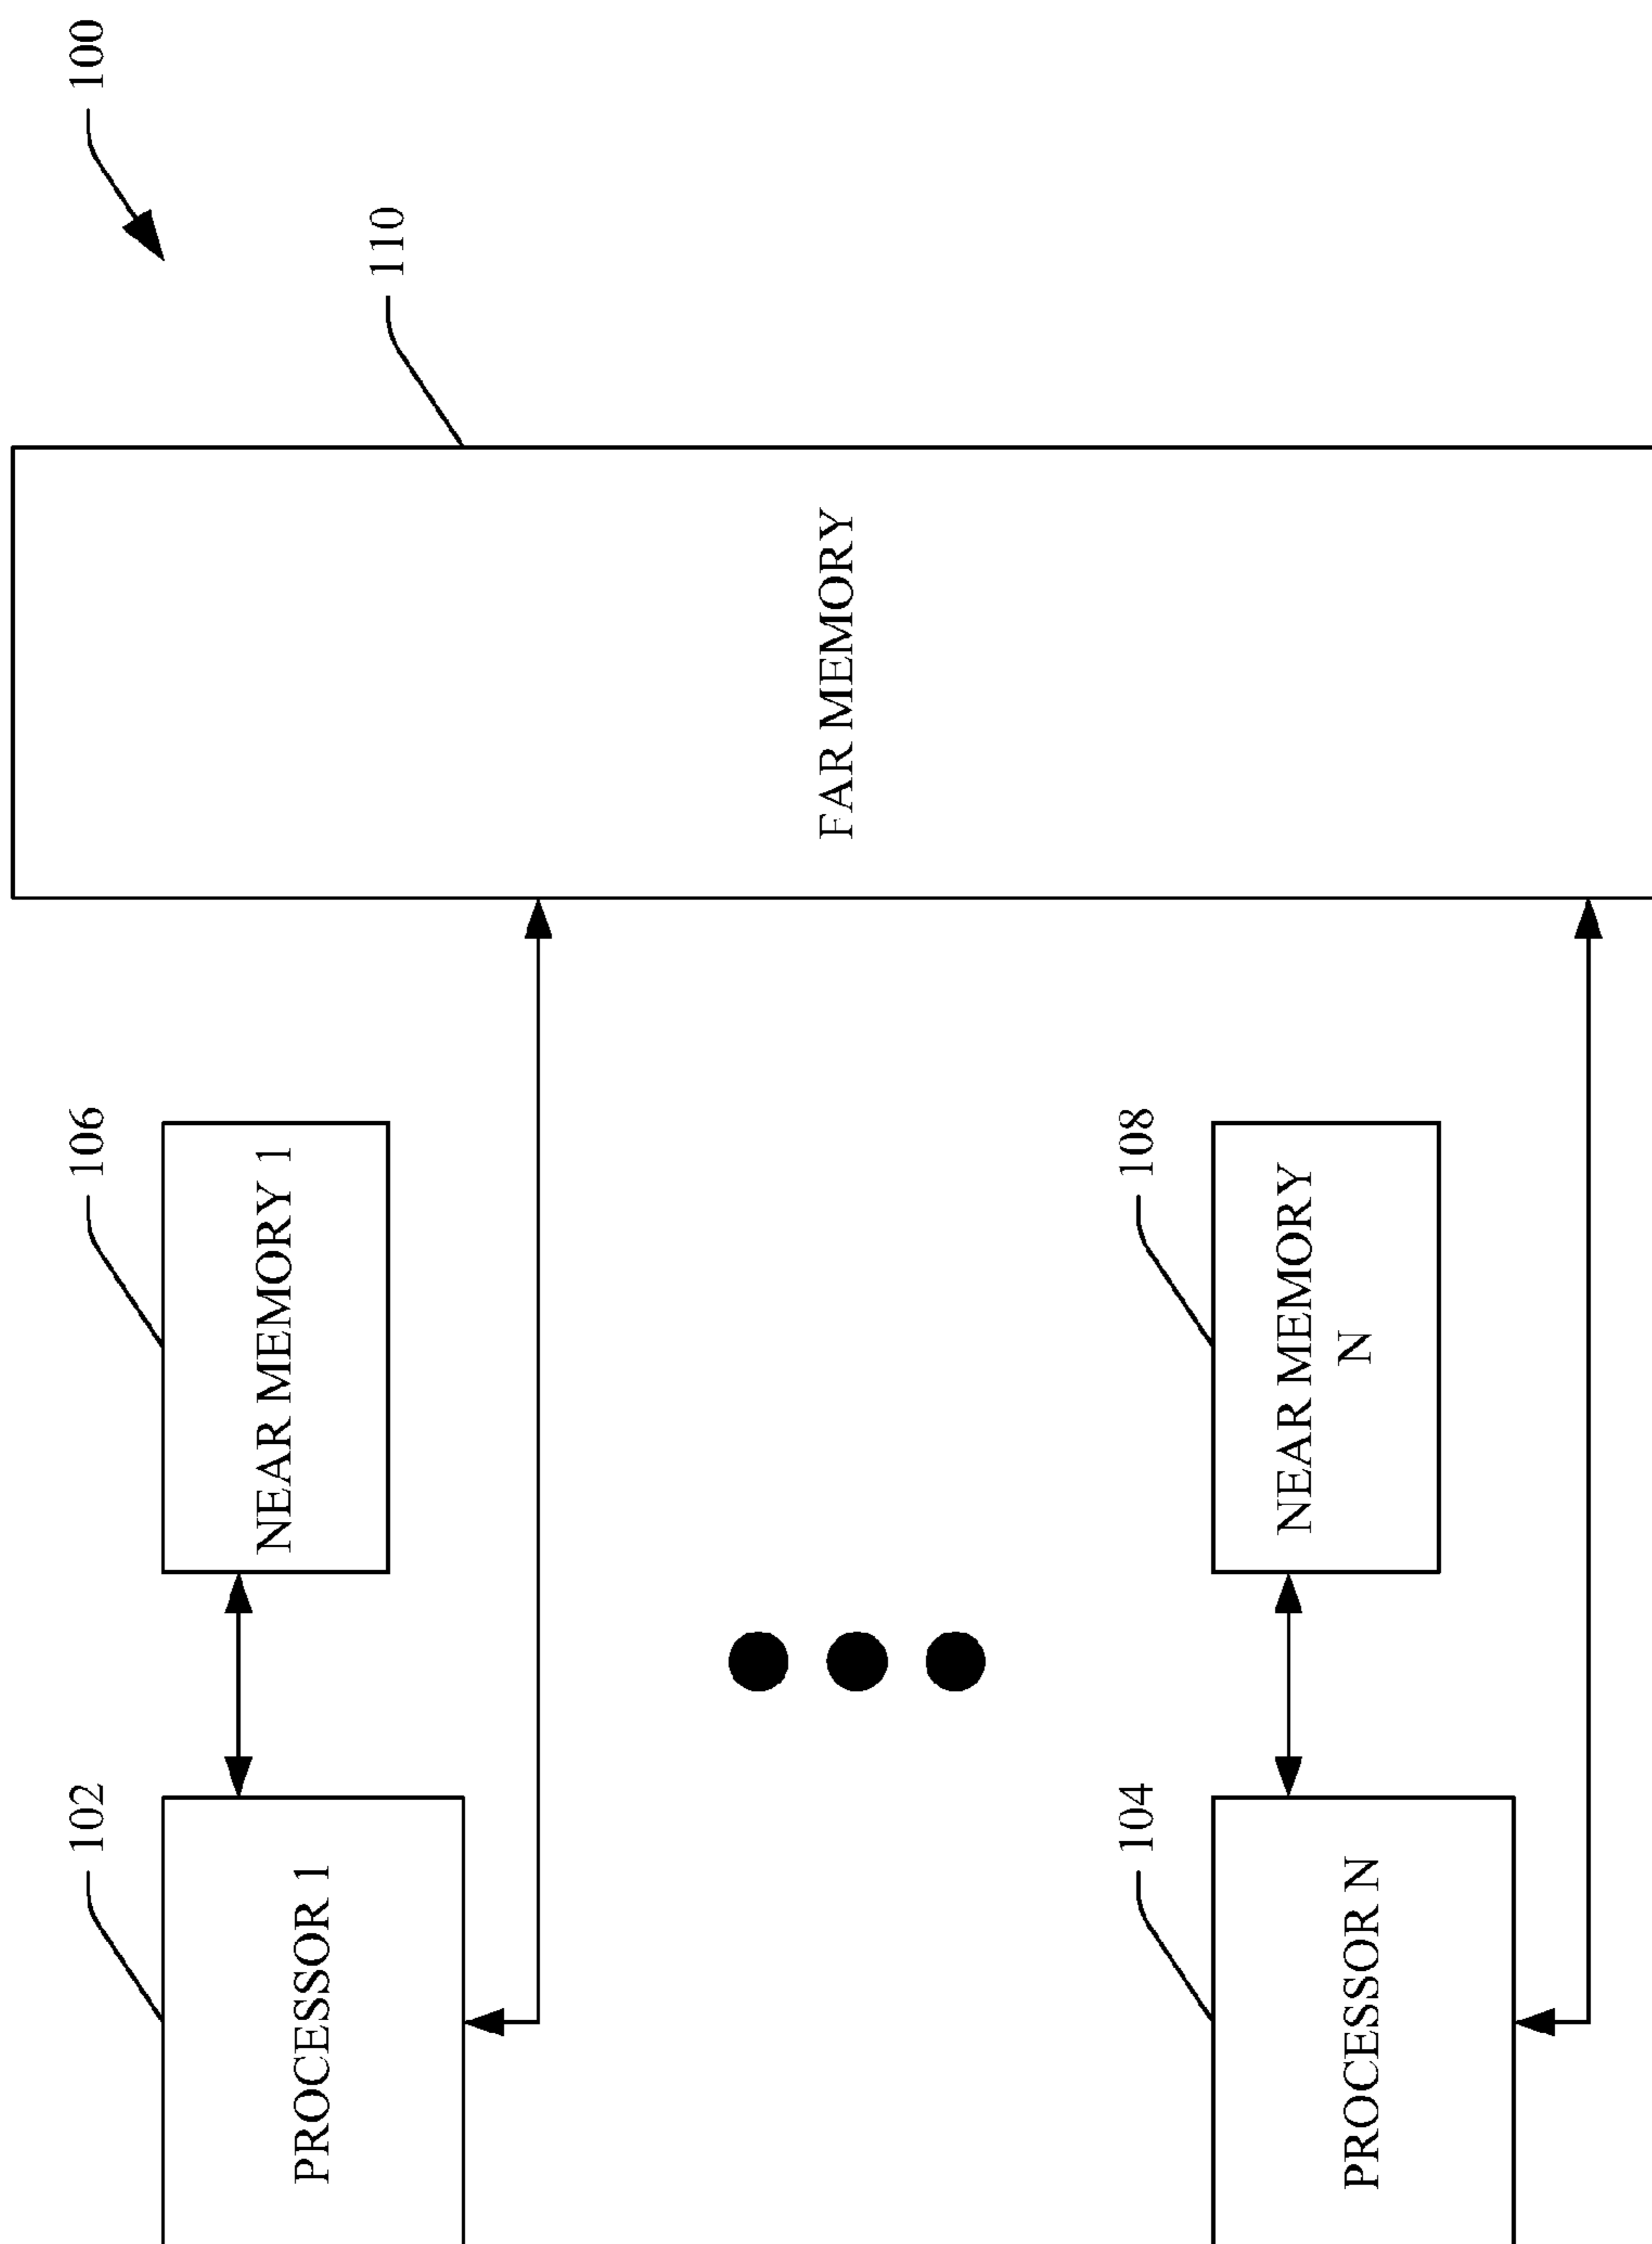 100
110
FAR MEMORY
106
NEAR MEMORY 1
102
PROCESSOR 1
108
NEAR MEMORY
N
104
PROCESSOR N